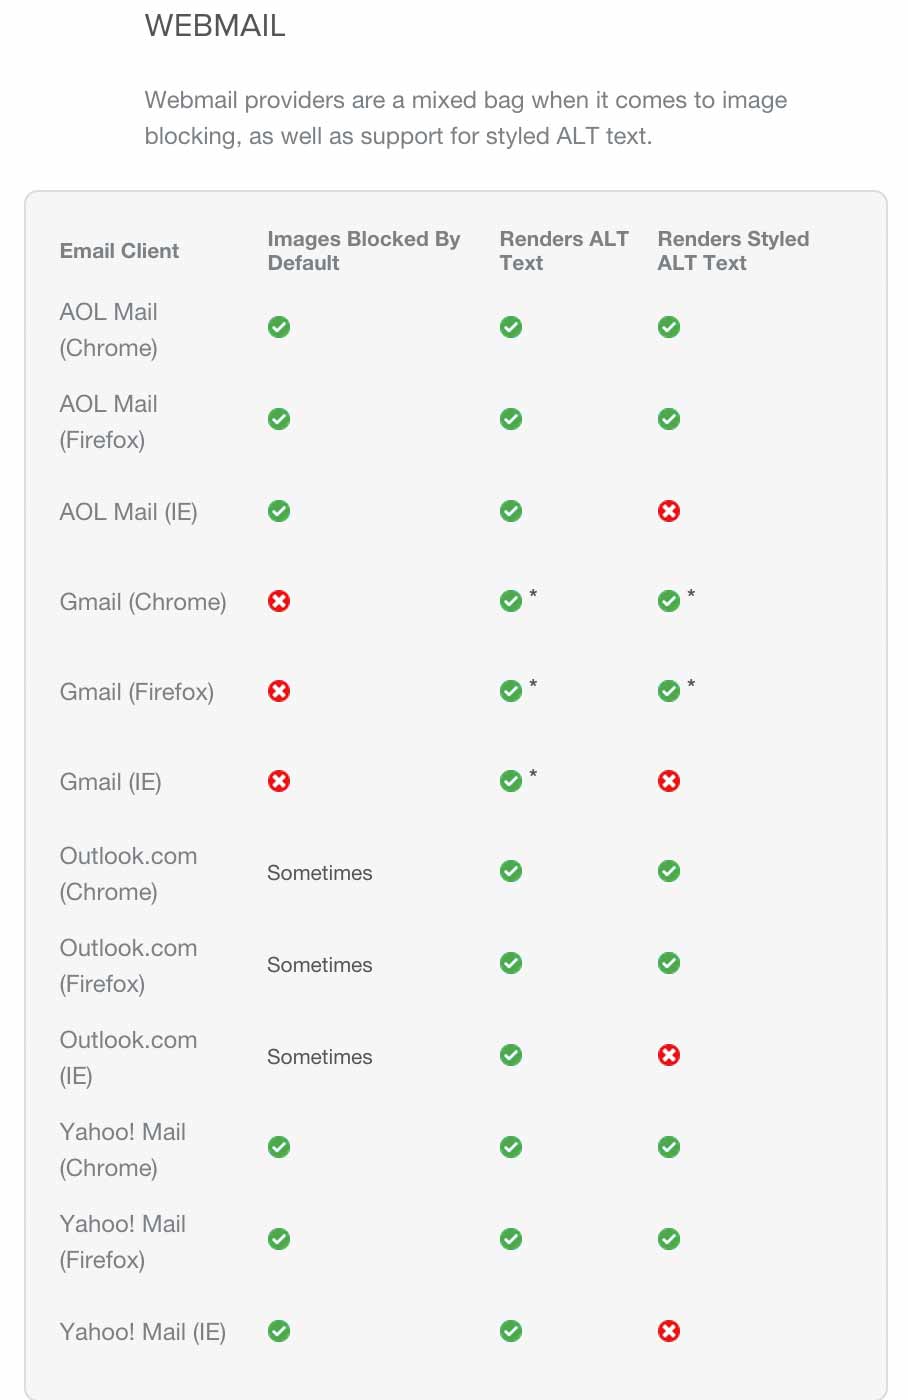 WEBMAIL
Webmail providers are a mixed bag when it comes to image
blocking, as well as support for styled ALT text.
Email Client
Images Blocked By
Default
Renders ALT
Text
Renders Styled
ALT Text
AOL Mail
(Chrome)
AOL Mail
(Firefox)
AOL Mail (IE)
Gmail (Chrome)
*
*
Gmail (Firefox)
*
*
Gmail (IE)
*
Outlook.com
(Chrome)
Sometimes
Outlook.com
(Firefox)
Sometimes
Outlook.com
(IE)
Sometimes
Yahoo! Mail
(Chrome)
Yahoo! Mail
(Firefox)
Yahoo! Mail (IE)